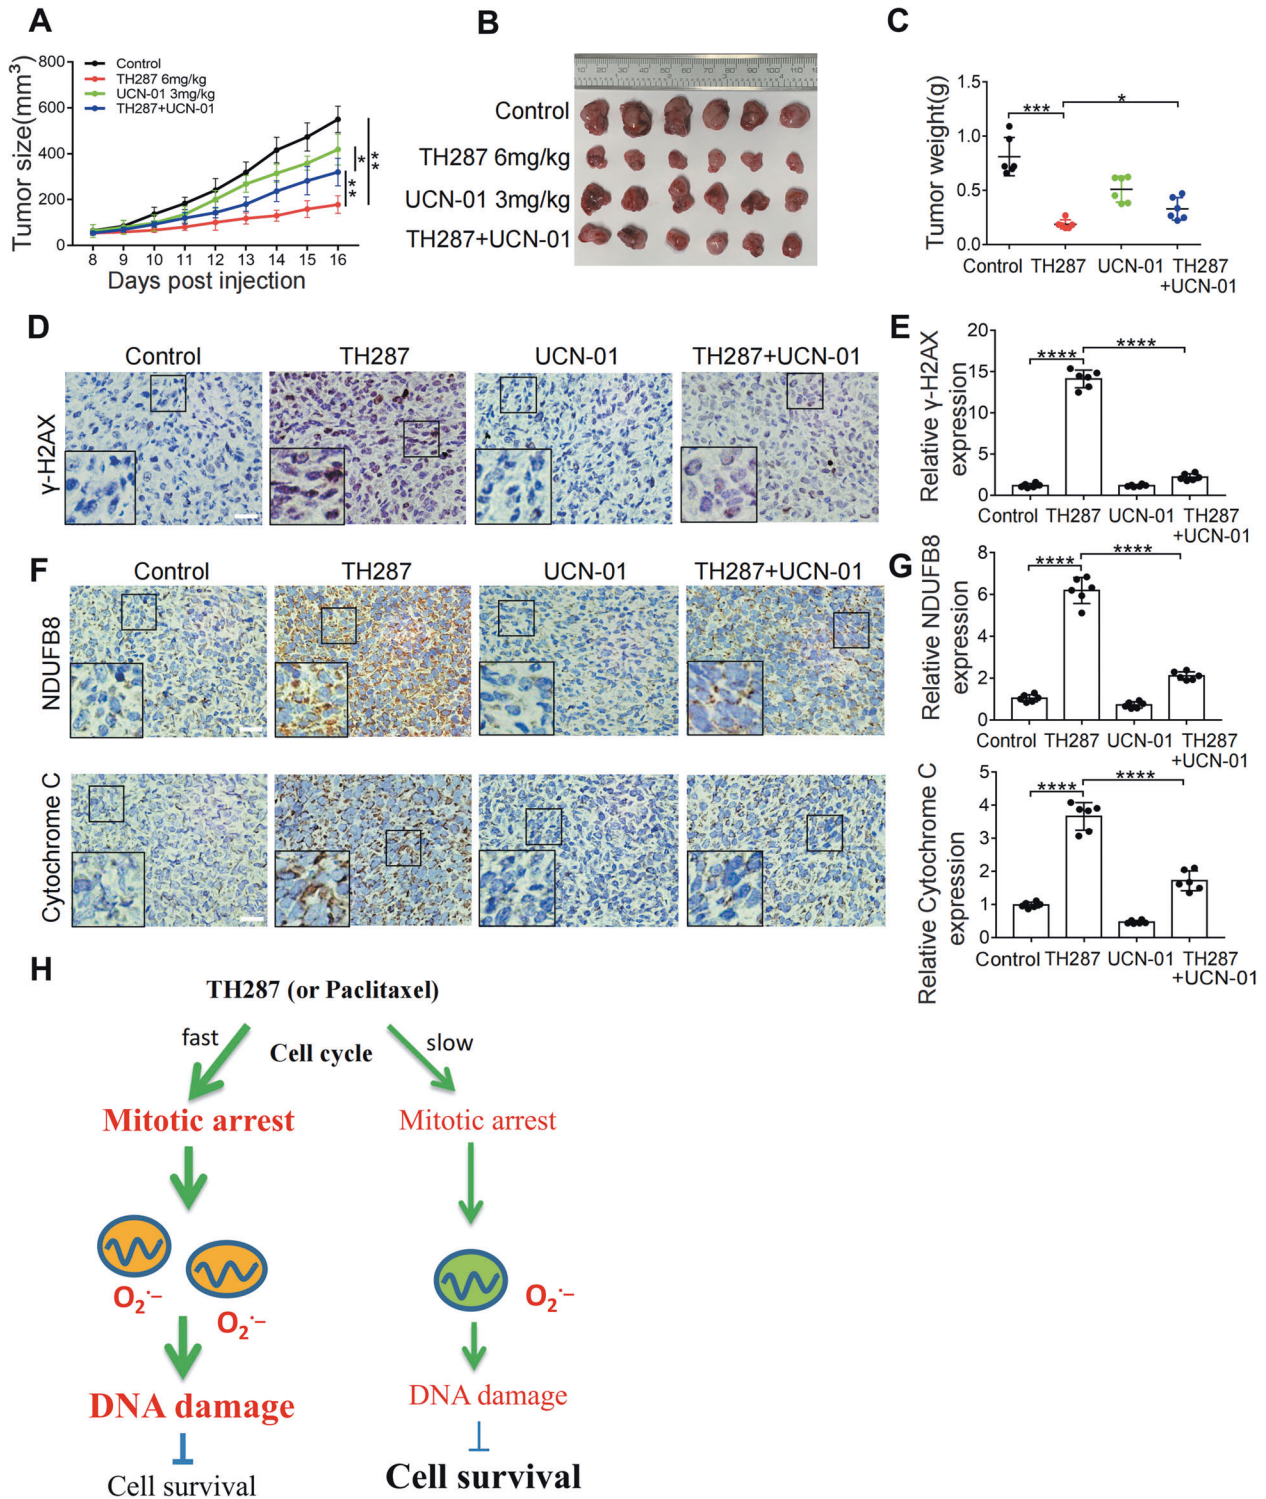 A
Tumor size(mm³)
800
600
400
200
0
Control
TH287 6mg/kg
UCN-01 3mg/kg
TH287+UCN-01
*
**
**
8 9 10 11 12 13 14 15 16
Days post injection
B
Control
TH287 6mg/kg
UCN-01 3mg/kg
TH287+UCN-01
C
Tumor weight(g)
1.5
1.0
0.5
0.0
***
*
Control TH287 UCN-01 TH287
+UCN-01
D
Control TH287 UCN-01 TH287+UCN-01
γ-H2AX
E
Relative γ-H2AX
expression
20
15
10
5
0
**** ****
Control TH287 UCN-01 TH287
+UCN-01
F
Control TH287 UCN-01 TH287+UCN-01
NDUFB8
Cytochrome C
G
Relative NDUFB8
expression
8
6
4
2
0
**** ****
Control TH287 UCN-01 TH287
+UCN-01
Relative Cytochrome C
expression
5
4
3
2
1
0
**** ****
Control TH287 UCN-01 TH287
+UCN-01
H
TH287 (or Paclitaxel)
fast
Cell cycle
slow
Mitotic arrest
Mitotic arrest
O₂·–
O₂·–
O₂·–
DNA damage
DNA damage
Cell survival
Cell survival